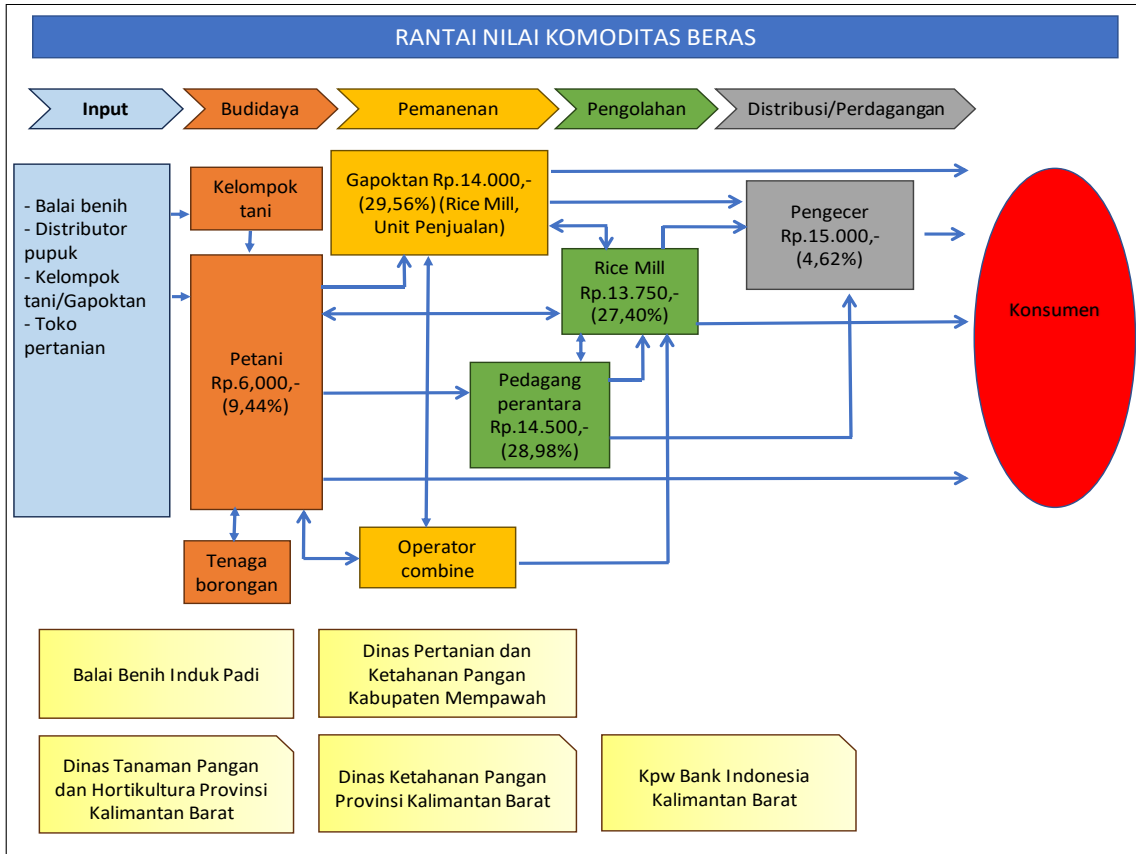 RANTAI NILAI KOMODITAS BERAS
Input
Budidaya
Pemanenan
Pengolahan
Distribusi/Perdagangan
- Balai benih
- Distributor
pupuk
- Kelompok
tani/Gapoktan
- Toko
pertanian
Kelompok
tani
Petani
Rp.6,000,-
(9,44%)
Tenaga
borongan
Gapoktan Rp.14.000,-
(29,56%) (Rice Mill,
Unit Penjualan)
Operator
combine
Rice Mill
Rp.13.750,-
(27,40%)
Pedagang
perantara
Rp.14.500,-
(28,98%)
Pengecer
Rp.15.000,-
(4,62%)
Konsumen
Balai Benih Induk Padi
Dinas Pertanian dan
Ketahanan Pangan
Kabupaten Mempawah
Dinas Tanaman Pangan
dan Hortikultura Provinsi
Kalimantan Barat
Dinas Ketahanan Pangan
Provinsi Kalimantan Barat
Kpw Bank Indonesia
Kalimantan Barat